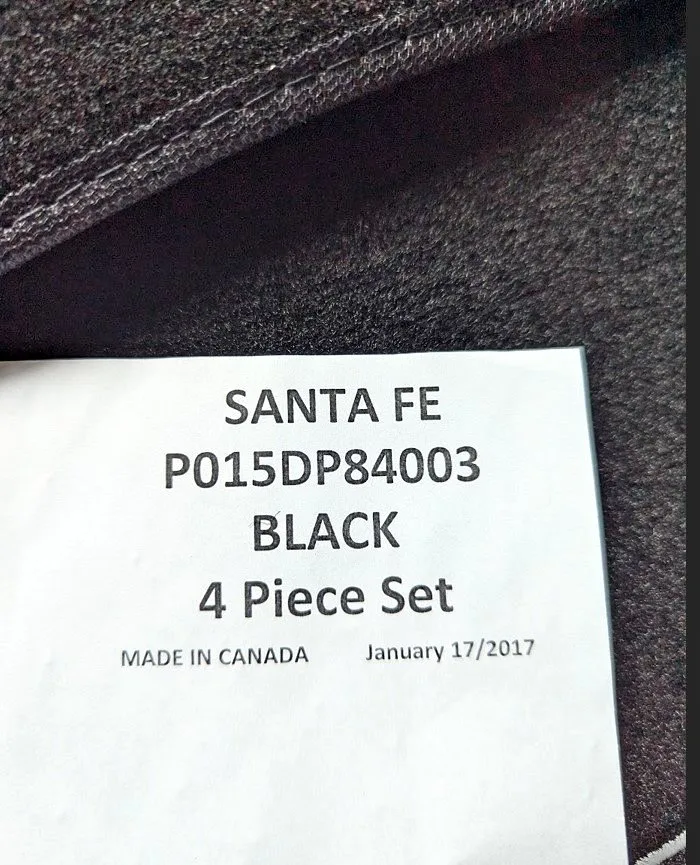 SANTA FE
P015DP84003
BLACK
4 Piece Set
MADE IN CANADA January 17/2017